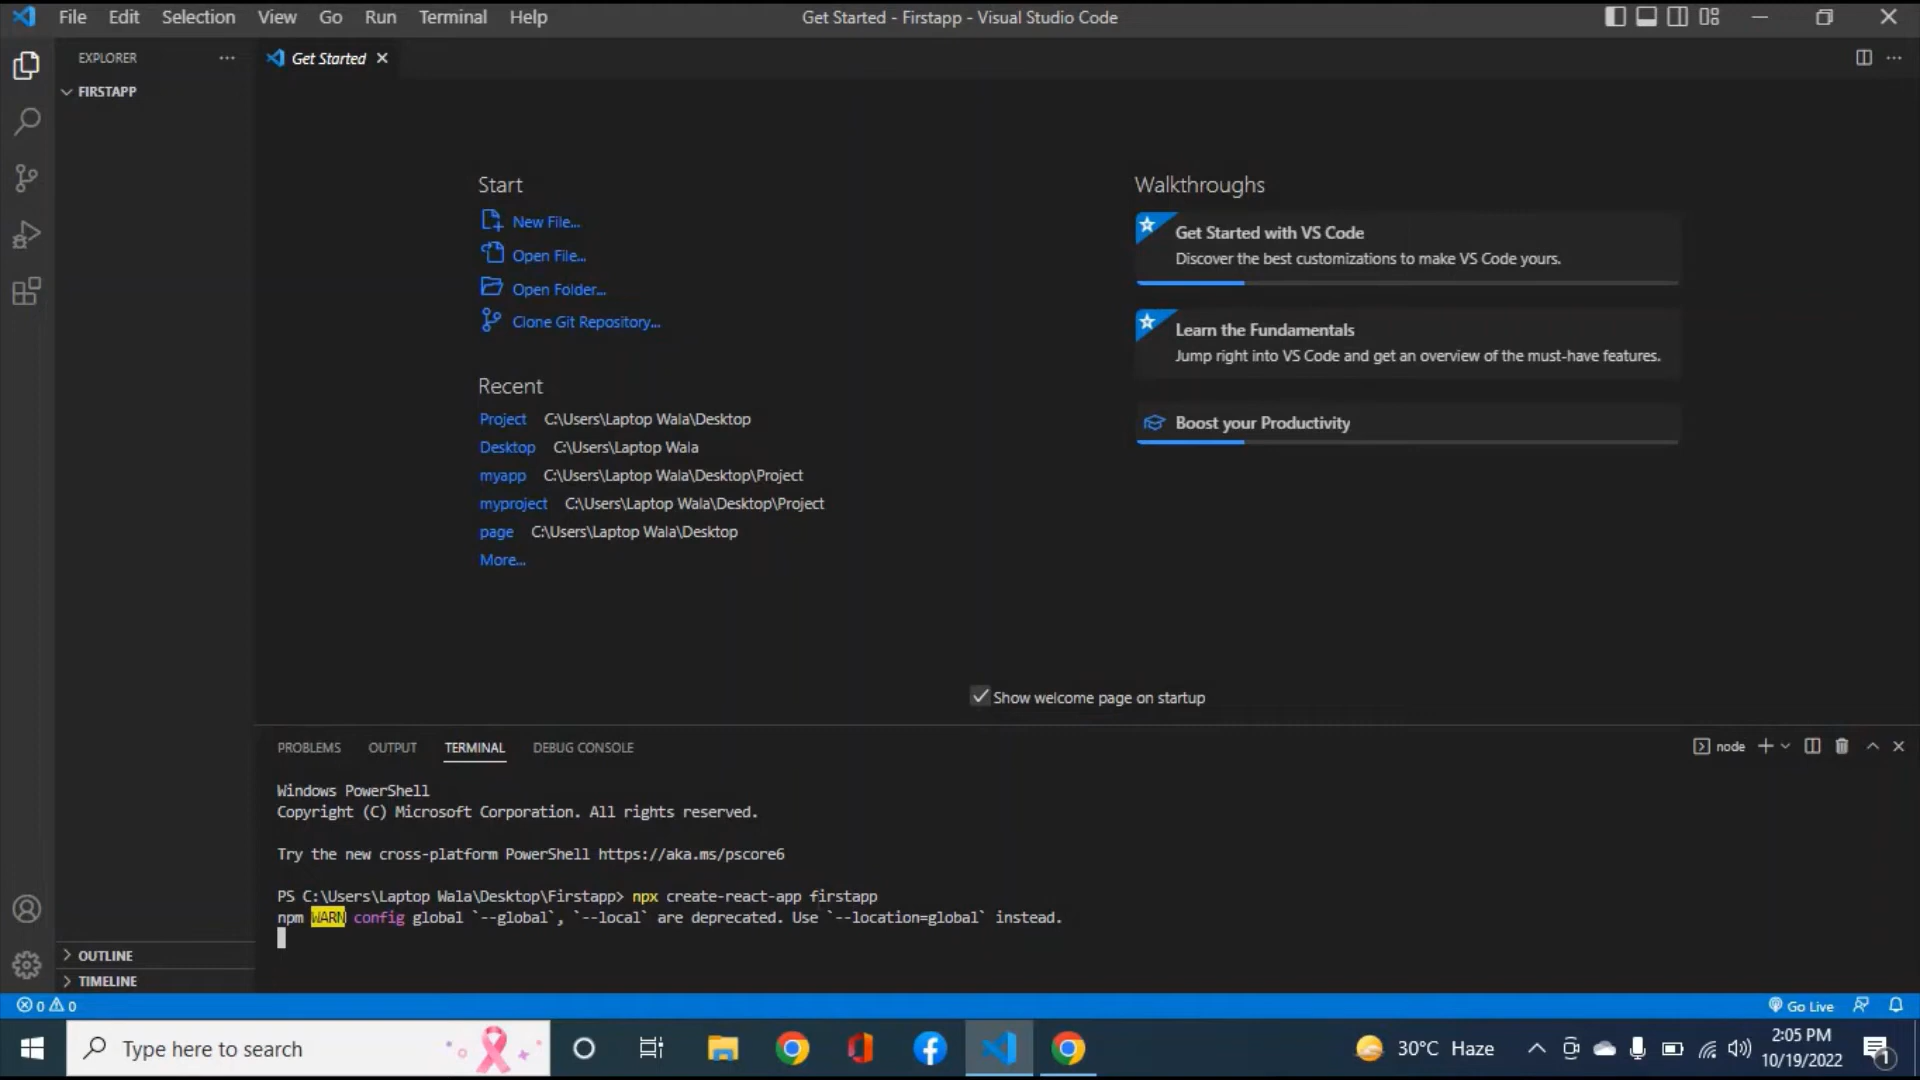 File Edit Selection View Go Run Terminal Help
Get Started - Firstapp - Visual Studio Code
EXPLORER
Get Started
FIRSTAPP
Start
New File...
Open File...
Open Folder...
Clone Git Repository...
Recent
Project C:\Users\Laptop Wala\Desktop
Desktop C:\Users\Laptop Wala
myapp C:\Users\Laptop Wala\Desktop\Project
myproject C:\Users\Laptop Wala\Desktop\Project
page C:\Users\Laptop Wala\Desktop
More...
Walkthroughs
Get Started with VS Code
Discover the best customizations to make VS Code yours.
Learn the Fundamentals
Jump right into VS Code and get an overview of the must-have features.
Boost your Productivity
Show welcome page on startup
PROBLEMS OUTPUT TERMINAL DEBUG CONSOLE
node
Windows PowerShell
Copyright (C) Microsoft Corporation. All rights reserved.
Try the new cross-platform PowerShell https://aka.ms/pscore6
PS C:\Users\Laptop Wala\Desktop\Firstapp> npx create-react-app firstapp
npm WARN config global `--global`, `--local` are deprecated. Use `--location=global` instead.
OUTLINE
TIMELINE
0 0
Go Live
Type here to search
30°C Haze
2:05 PM
10/19/2022
1